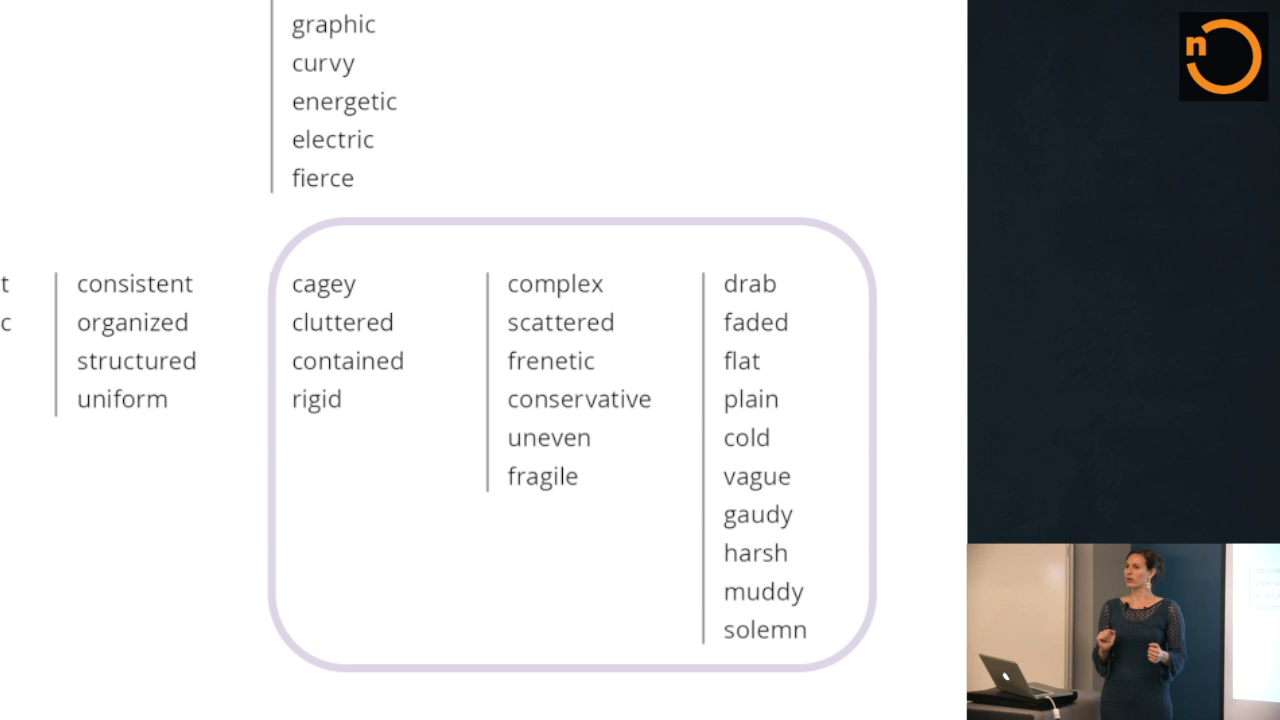 graphic
curvy
energetic
electric
fierce
t
c
consistent
organized
structured
uniform
cagey
cluttered
contained
rigid
complex
scattered
frenetic
conservative
uneven
fragile
drab
faded
flat
plain
cold
vague
gaudy
harsh
muddy
solemn
n